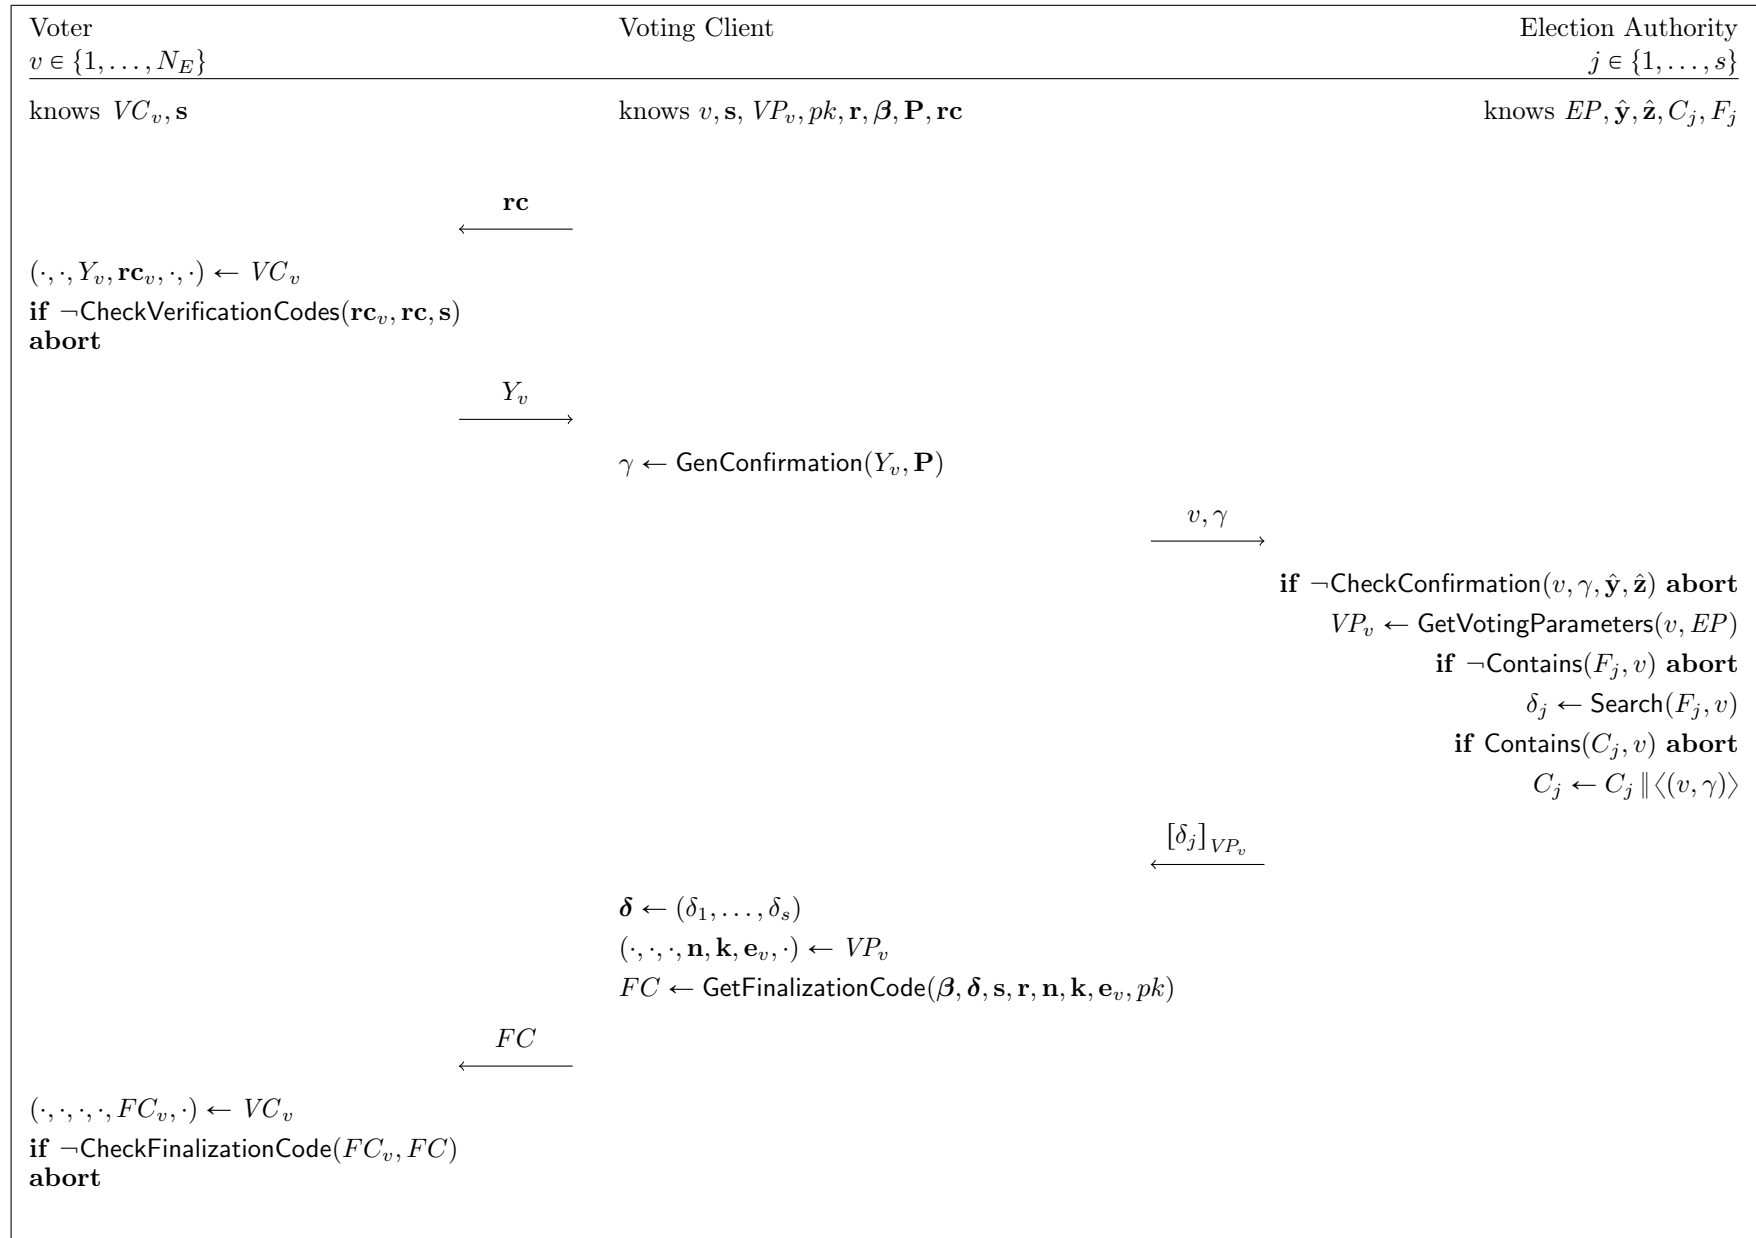 Voter Voting Client Election Authority
v ∈ {1, . . . , N_E} j ∈ {1, . . . , s}
knows VC_v, s knows v, s, VP_v, pk, r, β, P, rc knows EP, ŷ, ẑ, C_j, F_j
rc
(·, ·, Y_v, rc_v, ·, ·) ← VC_v
if ¬CheckVerificationCodes(rc_v, rc, s)
abort
Y_v
γ ← GenConfirmation(Y_v, P)
v, γ
if ¬CheckConfirmation(v, γ, ŷ, ẑ) abort
VP_v ← GetVotingParameters(v, EP)
if ¬Contains(F_j, v) abort
δ_j ← Search(F_j, v)
if Contains(C_j, v) abort
C_j ← C_j ∥ ⟨(v, γ)⟩
[δ_j]_{VP_v}
δ ← (δ_1, . . . , δ_s)
(·, ·, ·, n, k, e_v, ·) ← VP_v
FC ← GetFinalizationCode(β, δ, s, r, n, k, e_v, pk)
FC
(·, ·, ·, ·, FC_v, ·) ← VC_v
if ¬CheckFinalizationCode(FC_v, FC)
abort